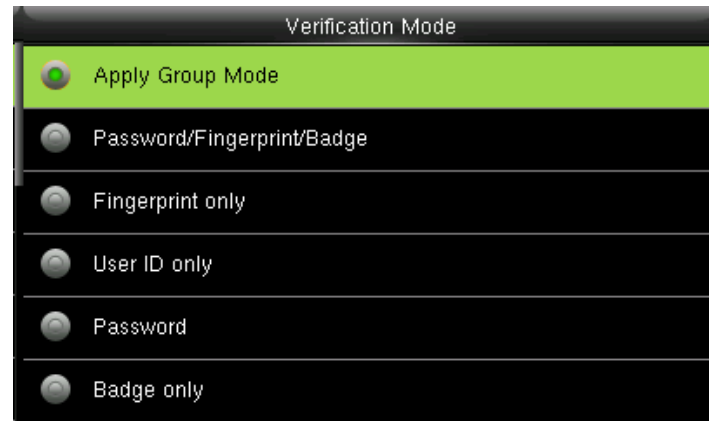 Verification Mode
Apply Group Mode
Password/Fingerprint/Badge
Fingerprint only
User ID only
Password
Badge only